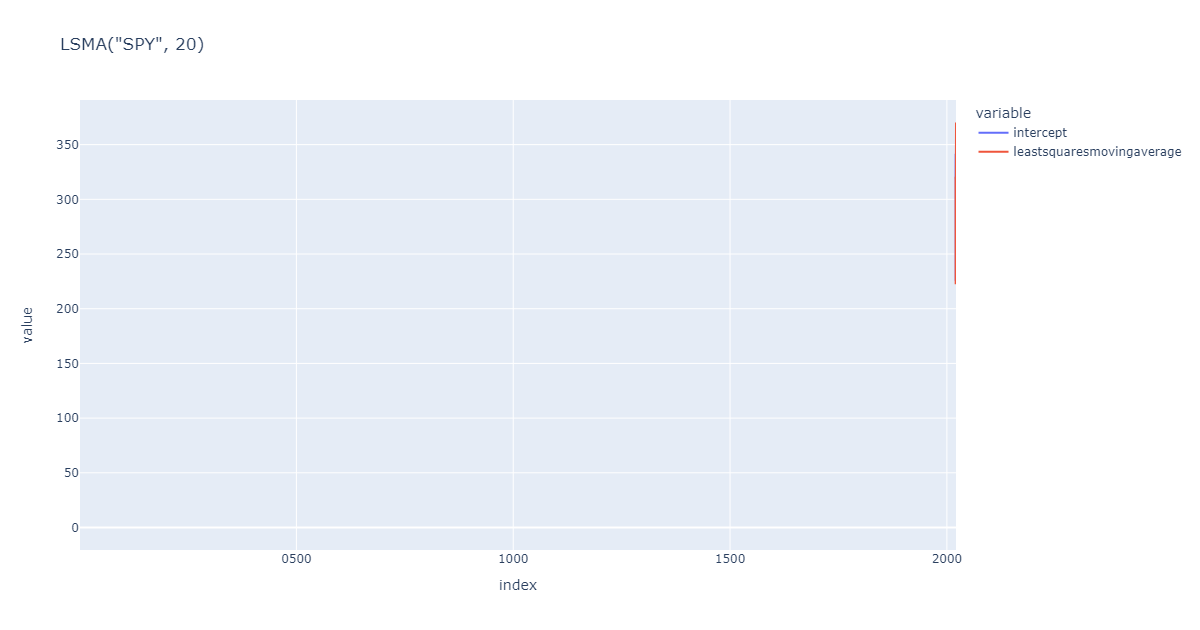 LSMA("SPY", 20)
variable
intercept
leastsquaresmovingaverage
350
300
250
200
150
100
50
0
value
0500
1000
1500
2000
index